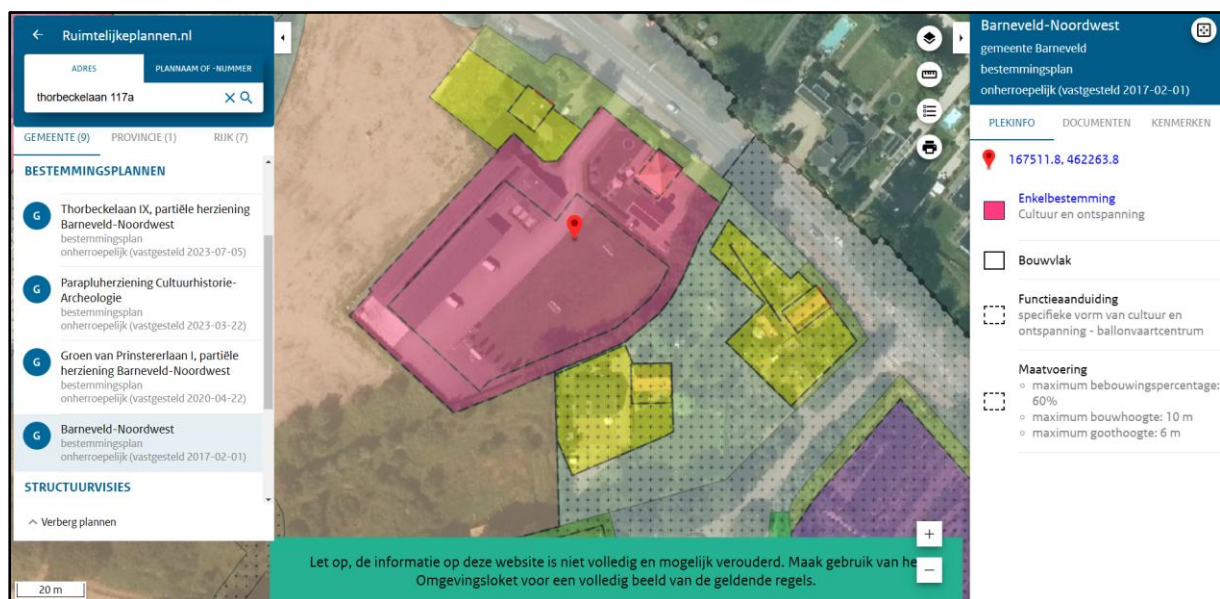 Ruimtelijkeplannen.nl
ADRES
PLANNAAM OF -NUMMER
thorbeckelaan 117a
GEMEENTE (9)
PROVINCIE (1)
RIJK (7)
BESTEMMINGSPLANNEN
G
Thorbeckelaan IX, partiële herziening
Barneveld-Noordwest
bestemmingsplan
onherroepelijk (vastgesteld 2023-07-05)
G
Parapluherziening Cultuurhistorie-
Archeologie
bestemmingsplan
onherroepelijk (vastgesteld 2023-03-22)
G
Groen van Prinstererlaan I, partiële
herziening Barneveld-Noordwest
bestemmingsplan
onherroepelijk (vastgesteld 2020-04-22)
G
Barneveld-Noordwest
bestemmingsplan
onherroepelijk (vastgesteld 2017-02-01)
STRUCTUURVISIES
Verberg plannen
20 m
Let op, de informatie op deze website is niet volledig en mogelijk verouderd. Maak gebruik van he
Omgevingsloket voor een volledig beeld van de geldende regels.
Barneveld-Noordwest
gemeente Barneveld
bestemmingsplan
onherroepelijk (vastgesteld 2017-02-01)
PLEKINFO
DOCUMENTEN
KENMERKEN
167511.8, 462263.8
Enkelbestemming
Cultuur en ontspanning
Bouwvlak
Functieaanduiding
specifieke vorm van cultuur en
ontspanning - ballonvaartcentrum
Maatvoering
maximum bebouwingspercentage:
60%
maximum bouwhoogte: 10 m
maximum goothoogte: 6 m